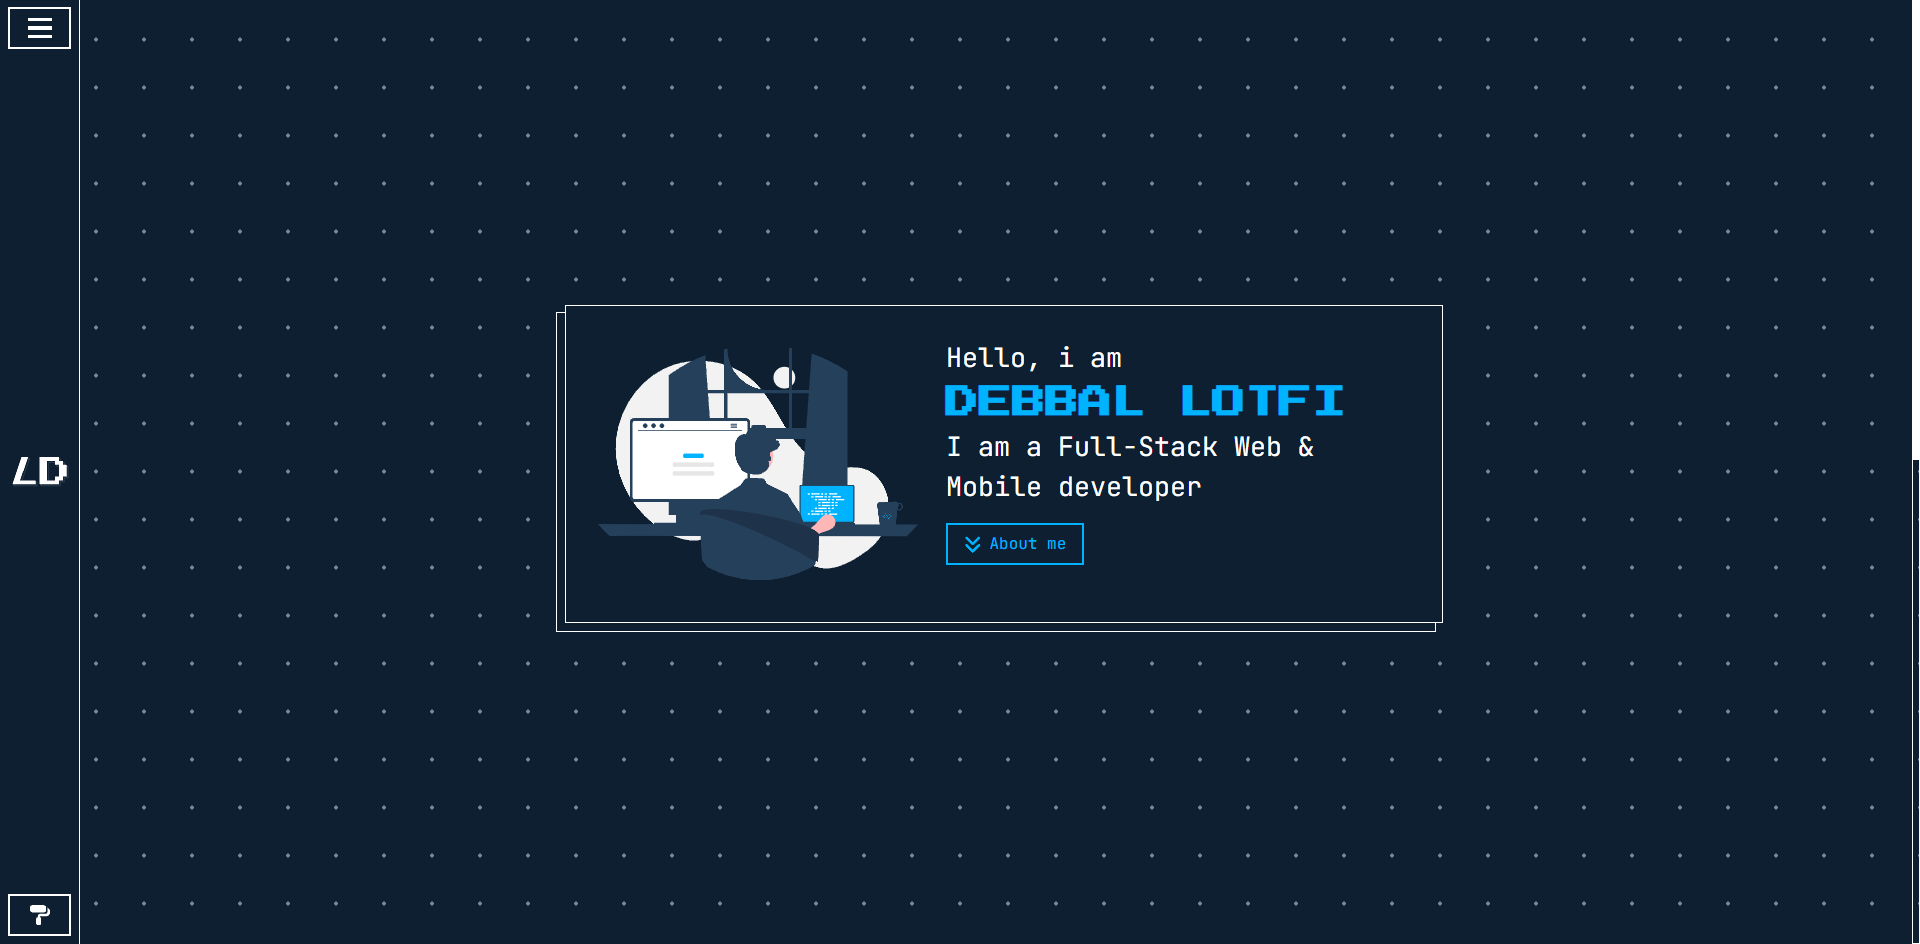 Hello, i am
DEBBAL LOTFI
I am a Full-Stack Web &
Mobile developer
About me
LD